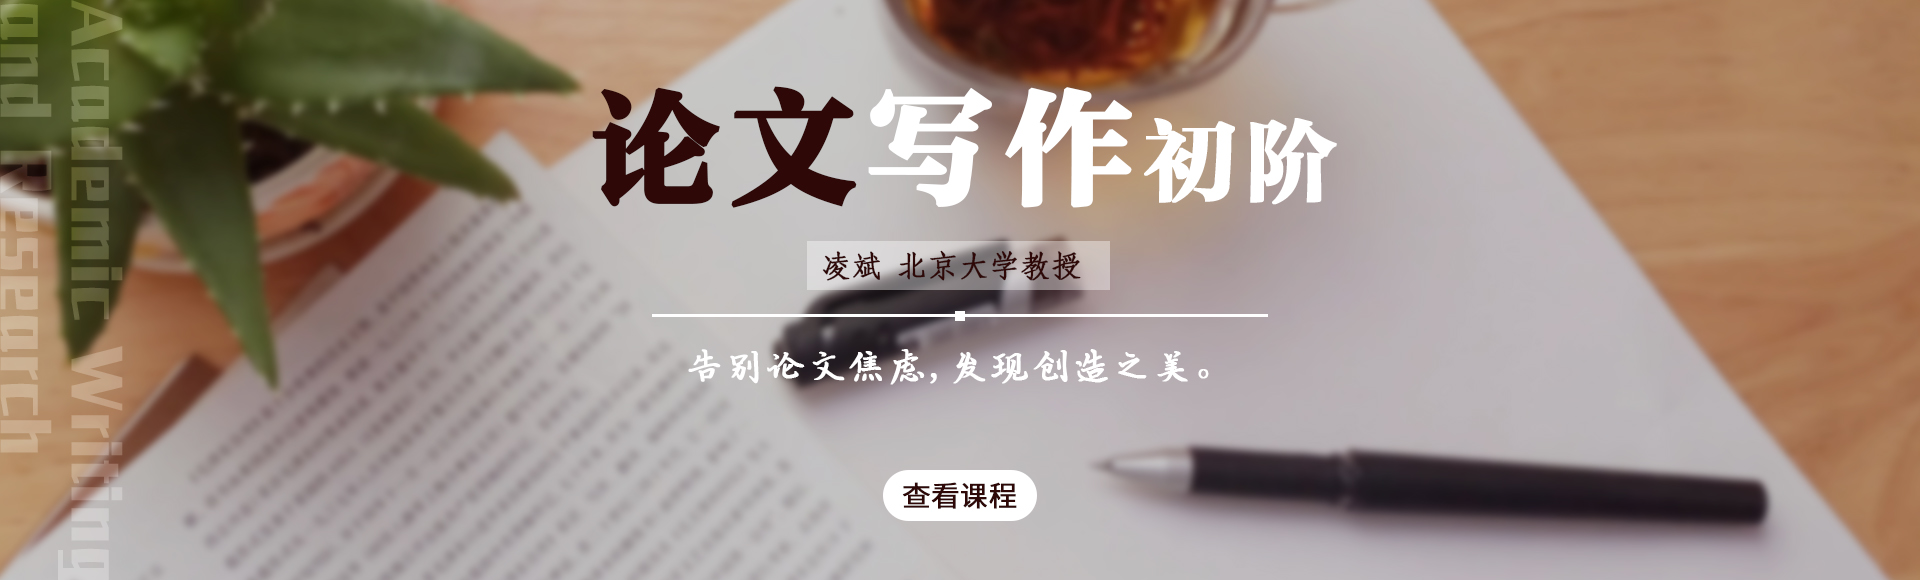 论文写作初阶
凌斌 北京大学教授
告别论文焦虑,发现创造之美。
查看课程
Academic Writing
and Research